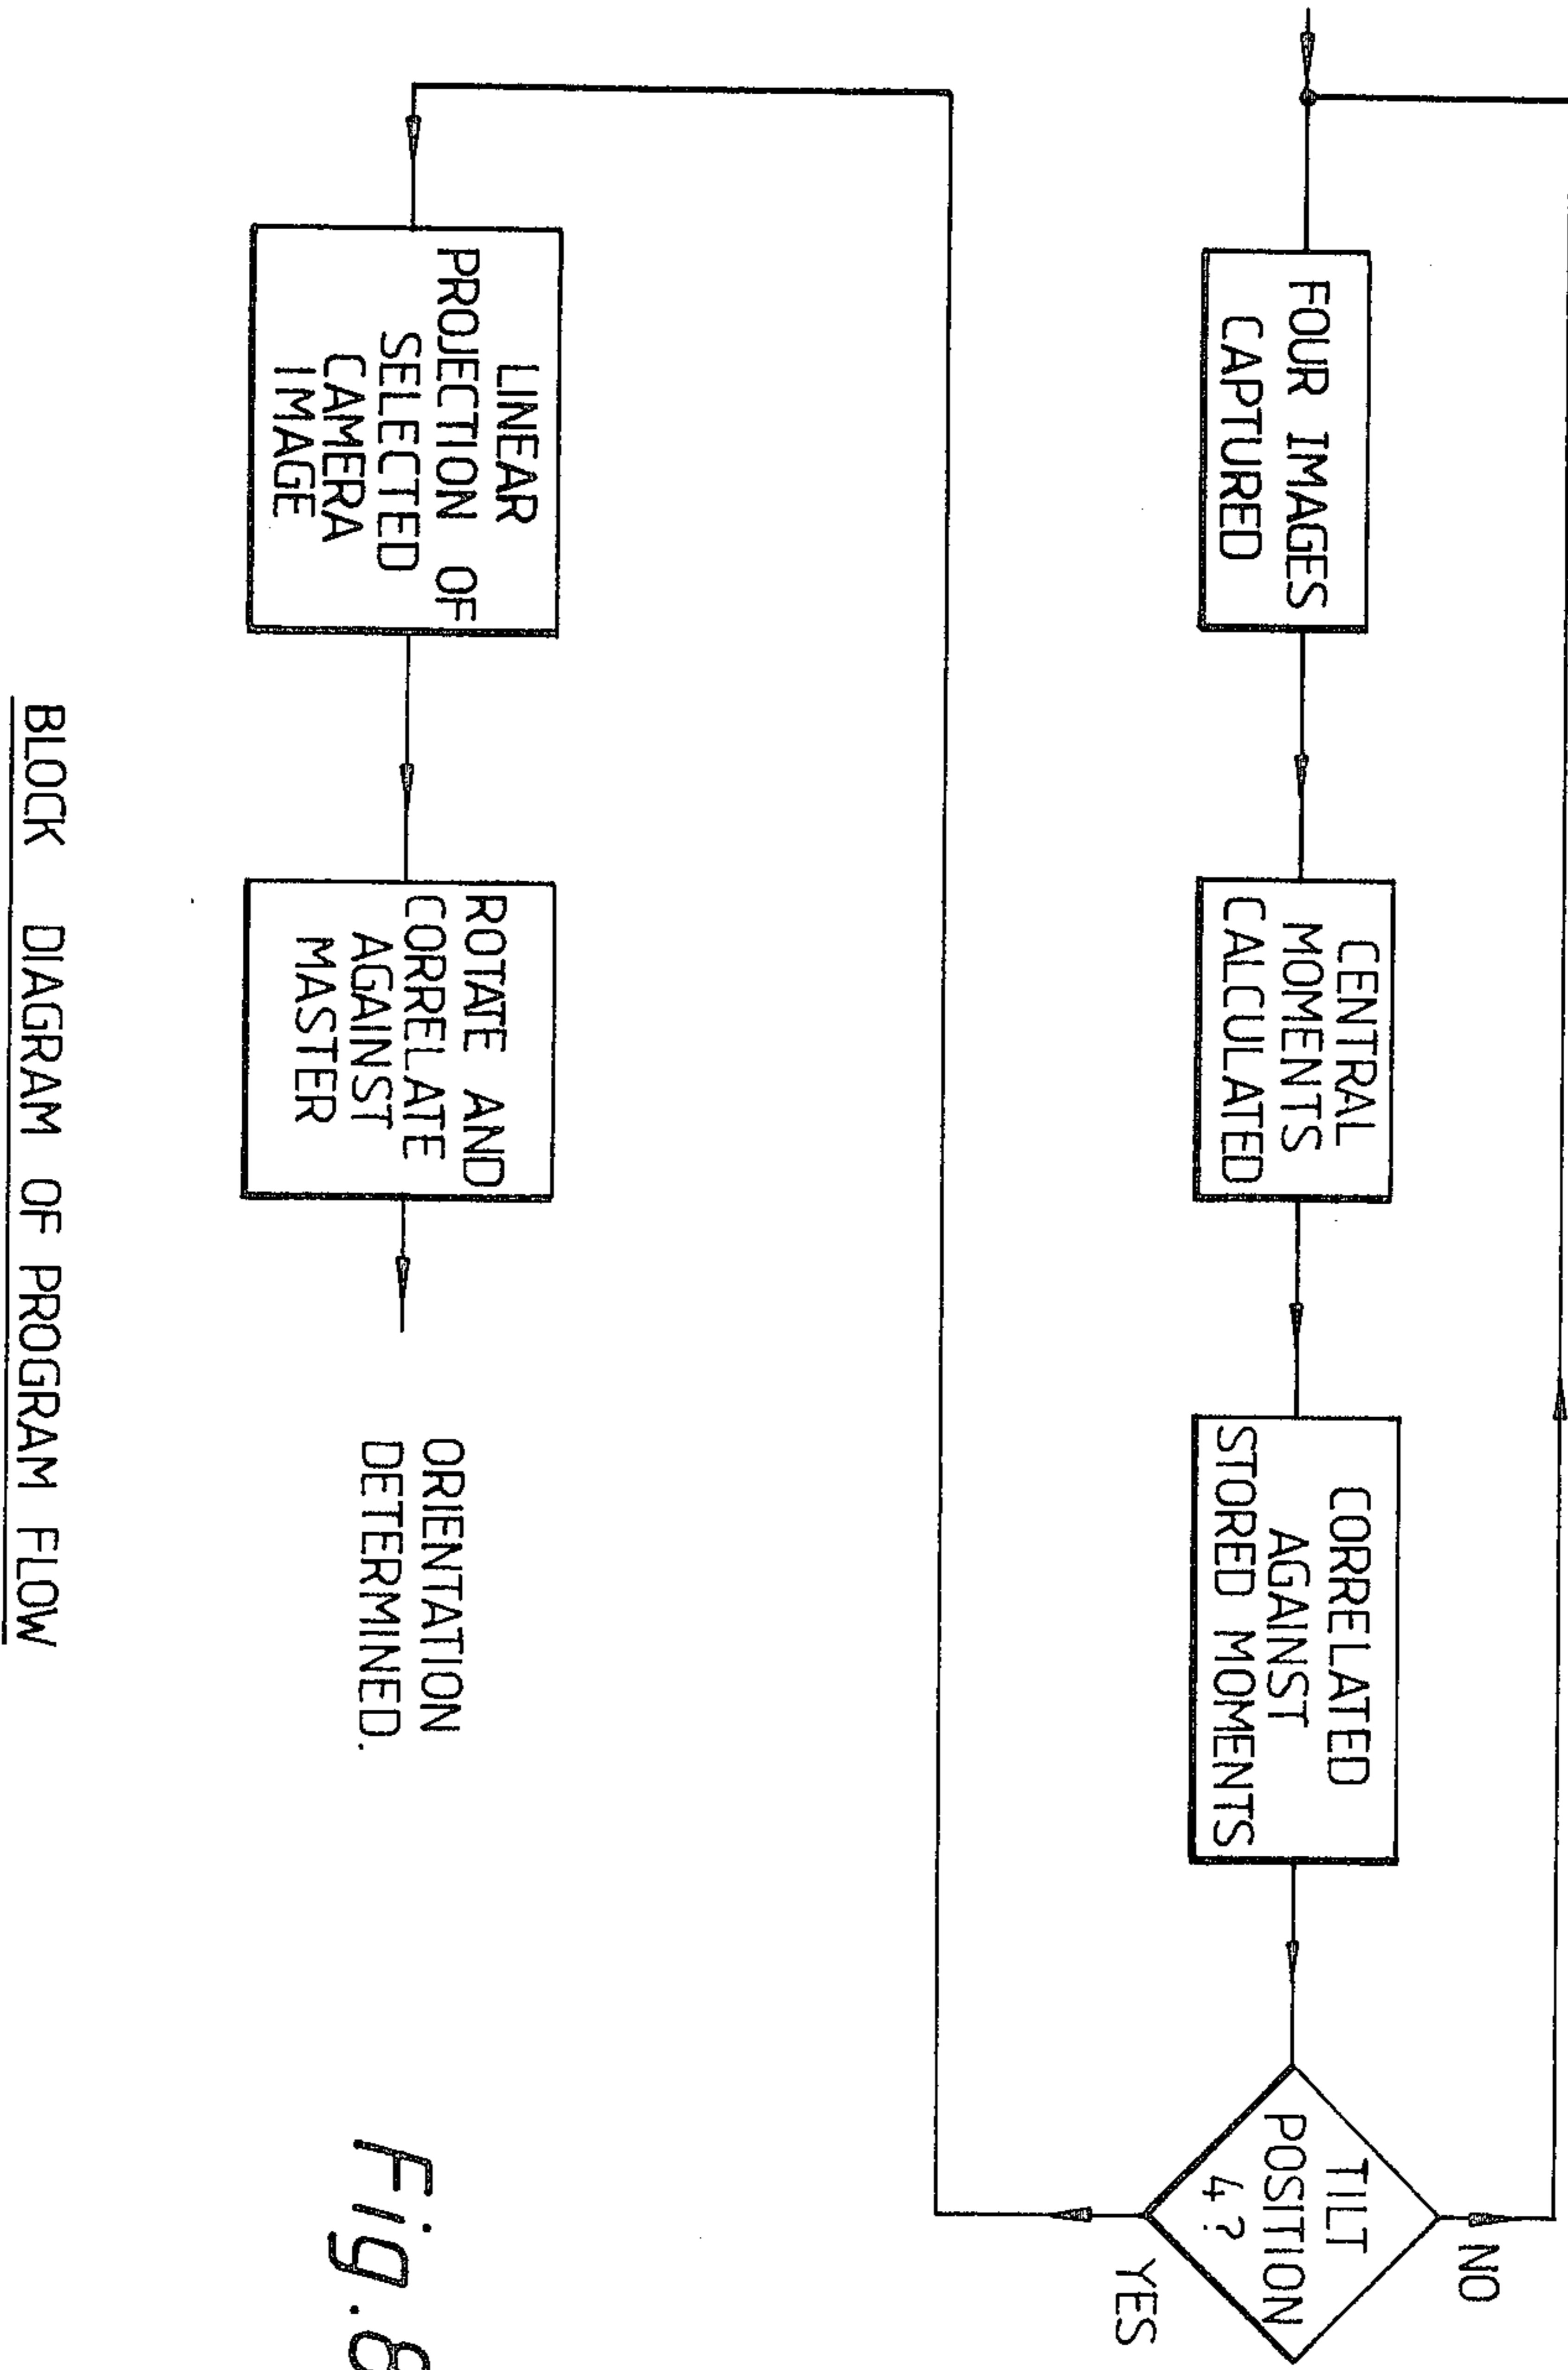 FOUR IMAGES
CAPTURED
CENTRAL
MOMENTS
CALCULATED
CORRELATED
AGAINST
STORED MOMENTS
TILT
POSITION
4?
NO
YES
LINEAR
PROJECTION OF
SELECTED
CAMERA
IMAGE
ROTATE AND
CORRELATE
AGAINST
MASTER
ORIENTATION
DETERMINED.
BLOCK DIAGRAM OF PROGRAM FLOW
Fig.8